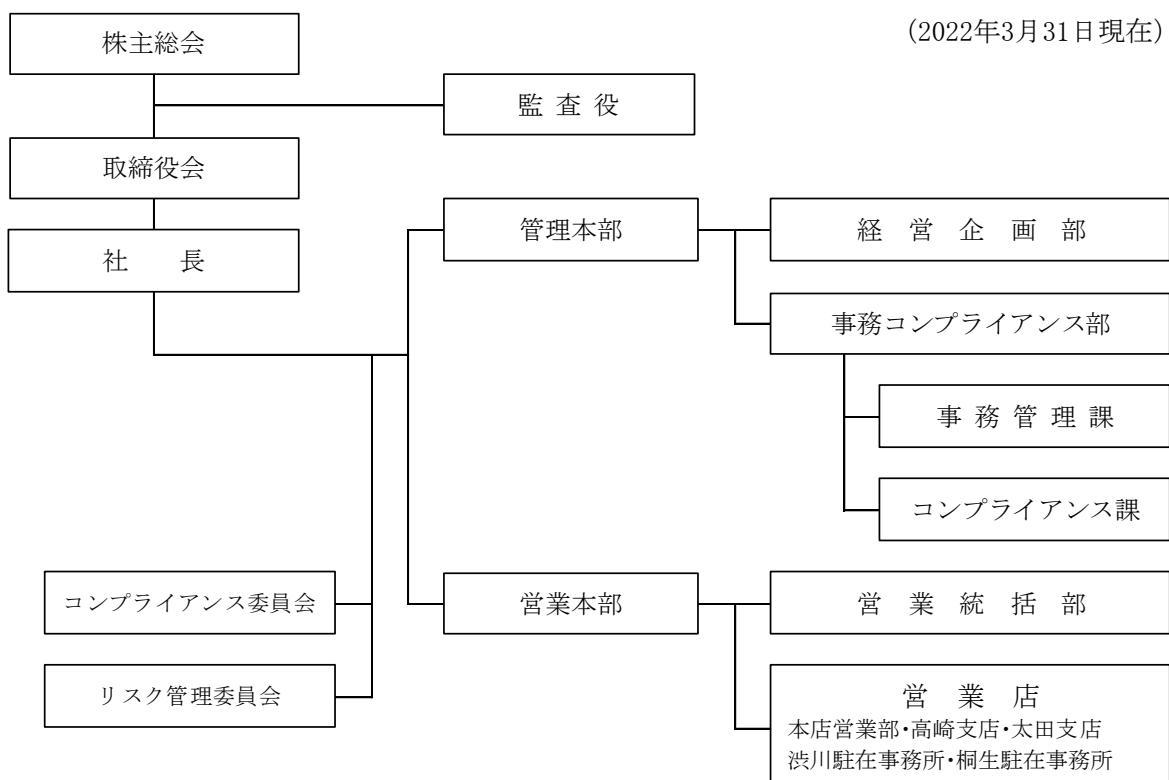 (2022年3月31日現在)
株主総会
監査役
取締役会
社長
管理本部
経営企画部
事務コンプライアンス部
事務管理課
コンプライアンス課
コンプライアンス委員会
リスク管理委員会
営業本部
営業統括部
営業店
本店営業部・高崎支店・太田支店
渋川駐在事務所・桐生駐在事務所